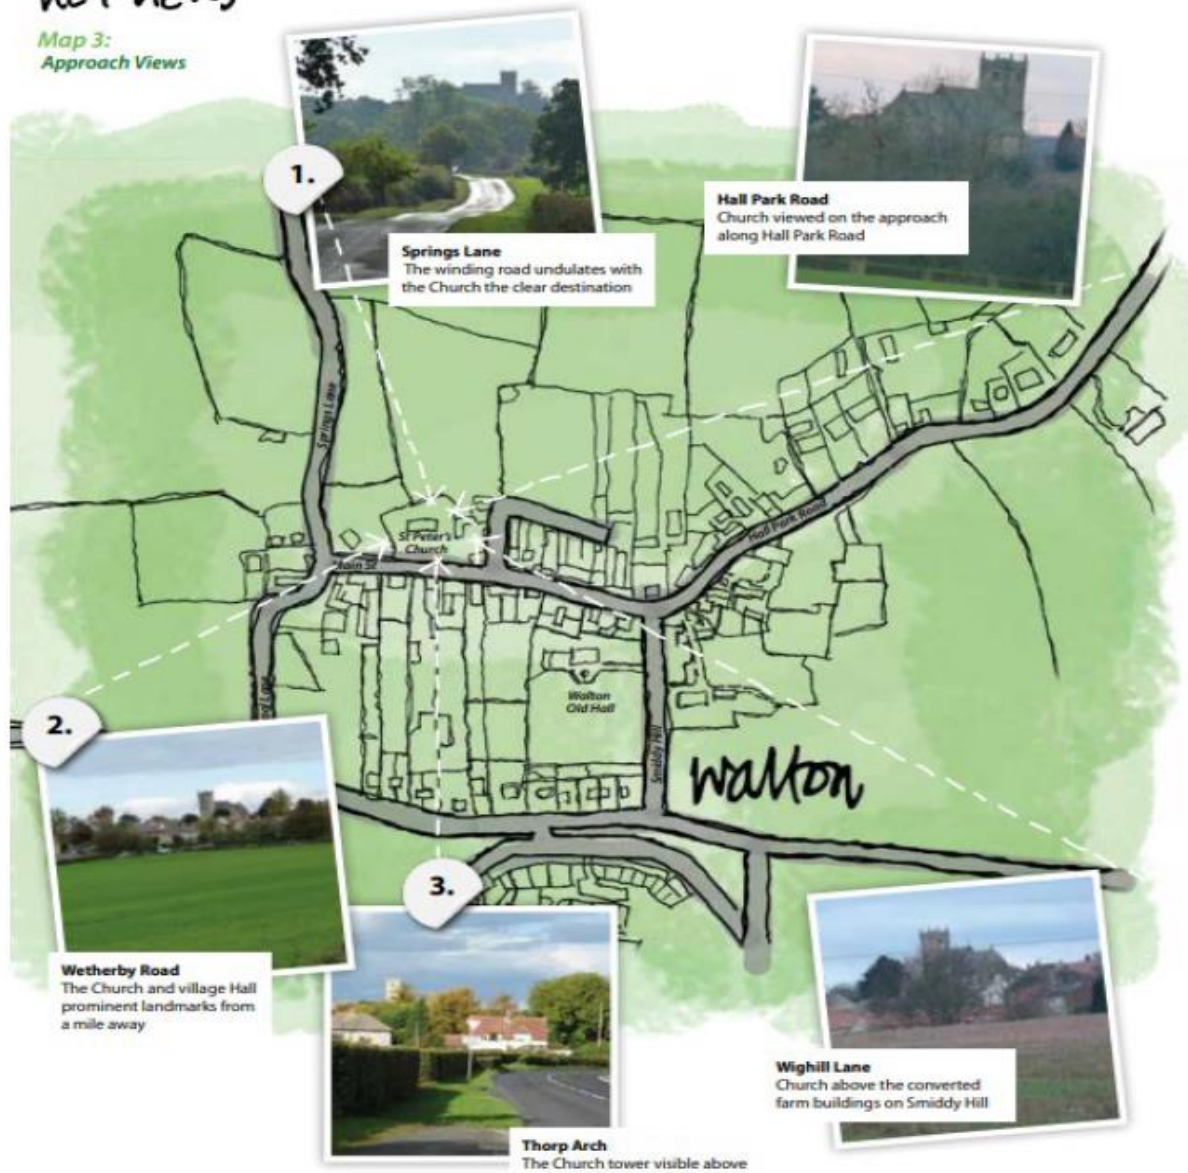 Map 3:
Approach Views
1.
Springs Lane
The winding road undulates with
the Church the clear destination
Hall Park Road
Church viewed on the approach
along Hall Park Road
Springs Lane
St Peter's
Church
Main St
Hall Park Road
Walton
Old Hall
Smiddy Hill
walton
2.
Wetherby Road
The Church and village Hall
prominent landmarks from
a mile away
3.
Thorp Arch
The Church tower visible above
Wighill Lane
Church above the converted
farm buildings on Smiddy Hill